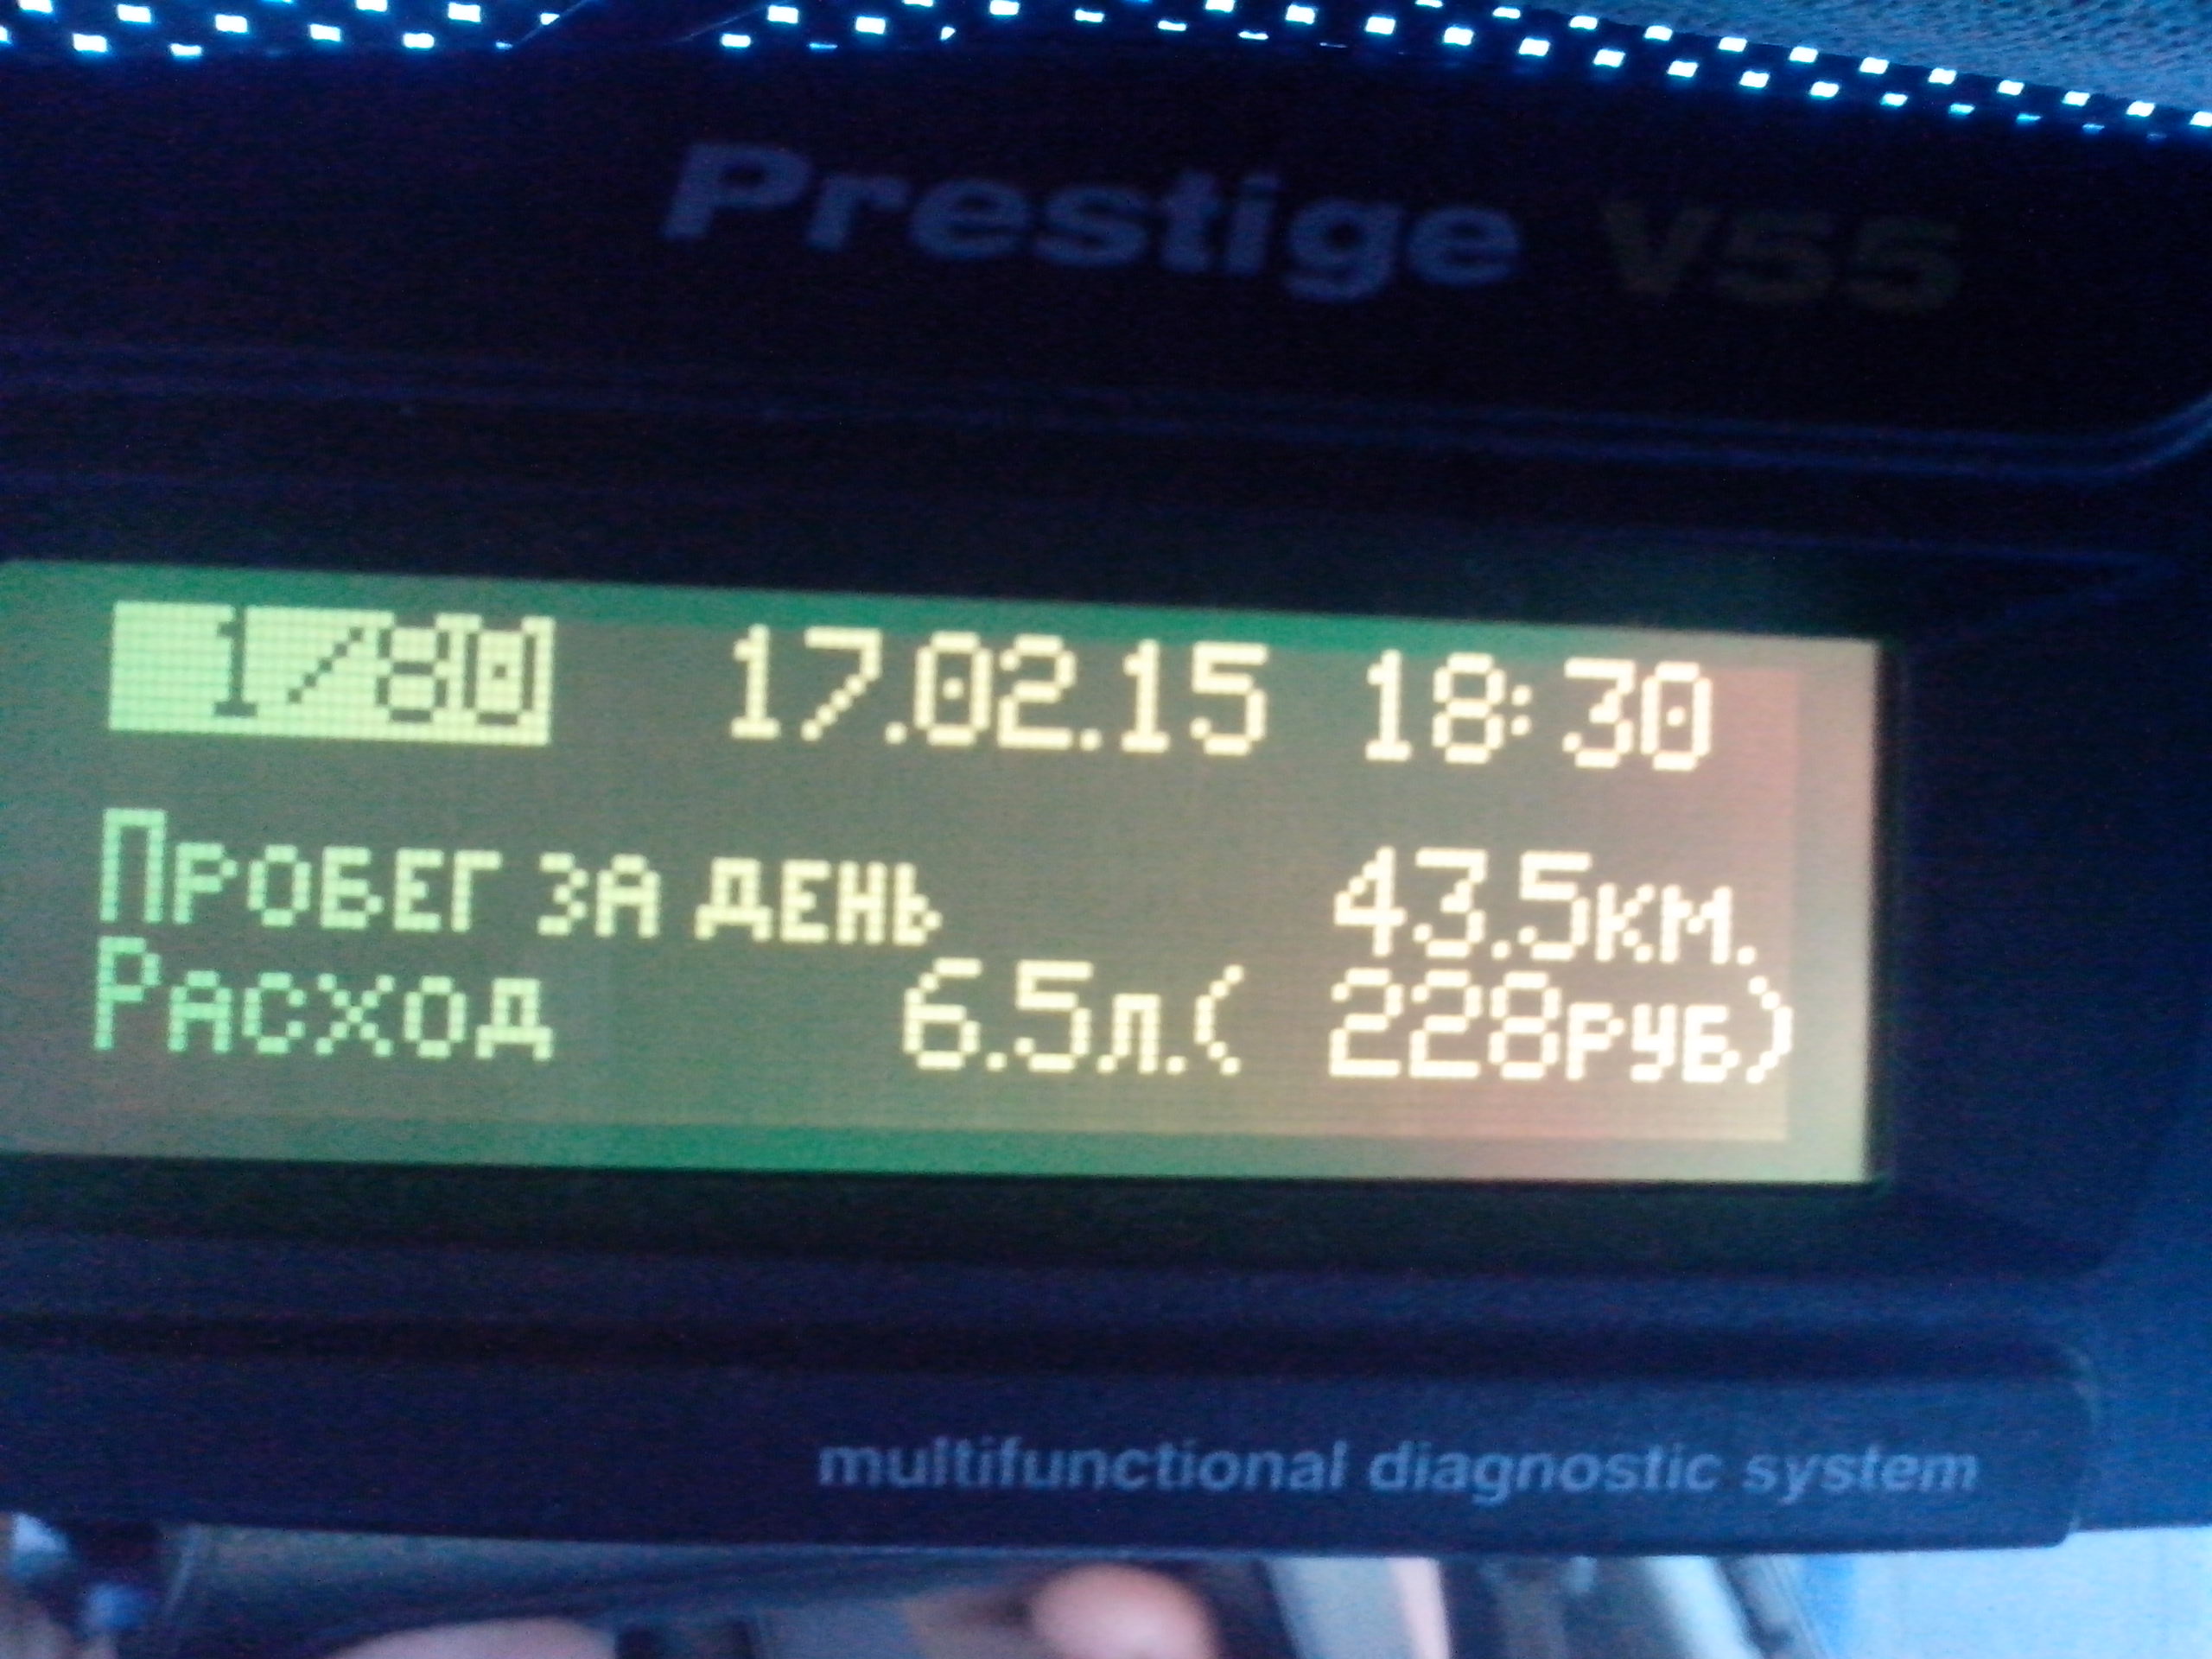 Prestige V55
1/80 17.02.15 18:30
Пробег за день 43.5км.
Расход 6.5л.( 228руб)
multifunctional diagnostic system